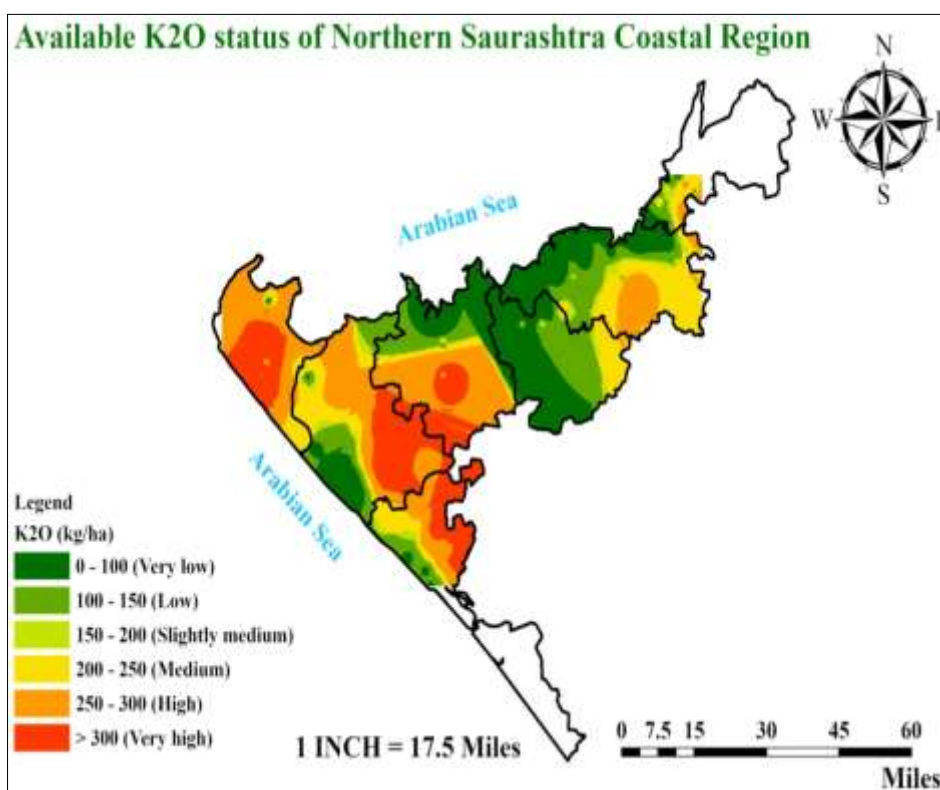 Available K2O status of Northern Saurashtra Coastal Region
N
W
E
S
Arabian Sea
Arabian Sea
Legend
K2O (kg/ha)
0 - 100 (Very low)
100 - 150 (Low)
150 - 200 (Slightly medium)
200 - 250 (Medium)
250 - 300 (High)
> 300 (Very high)
1 INCH = 17.5 Miles
0 7.5 15 30 45 60
Miles